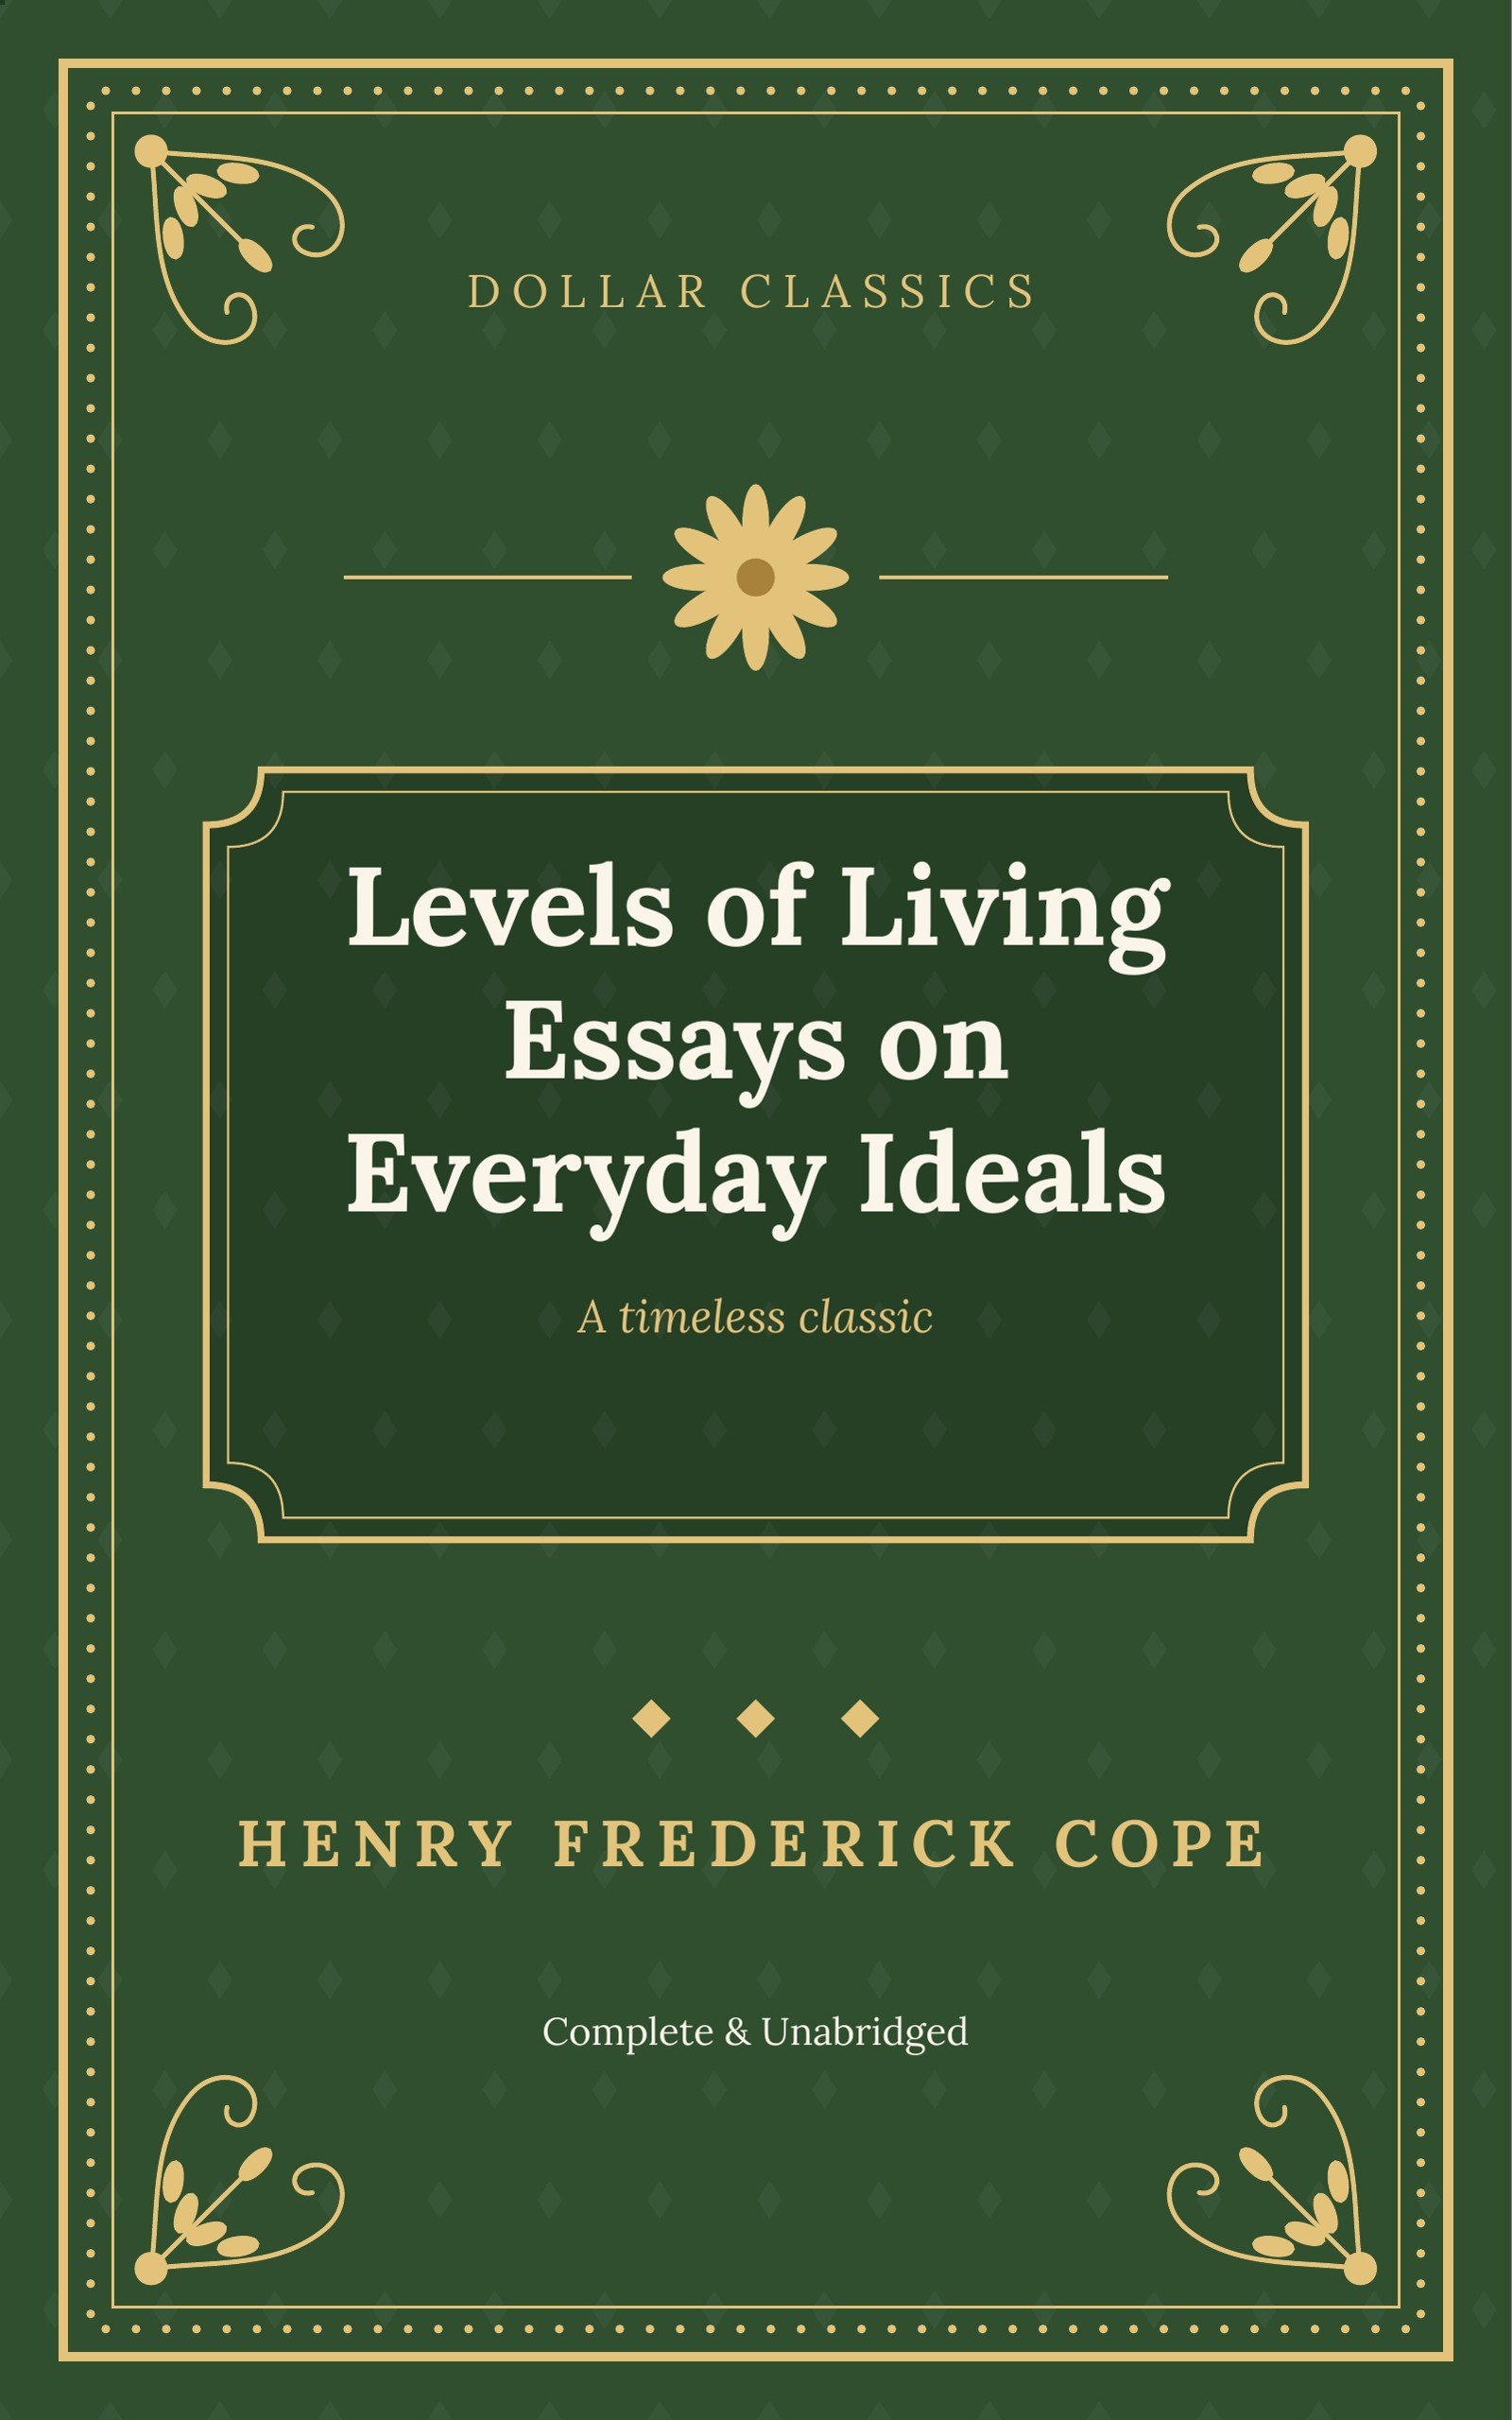 DOLLAR CLASSICS
Levels of Living
Essays on
Everyday Ideals
A timeless classic
HENRY FREDERICK COPE
Complete & Unabridged